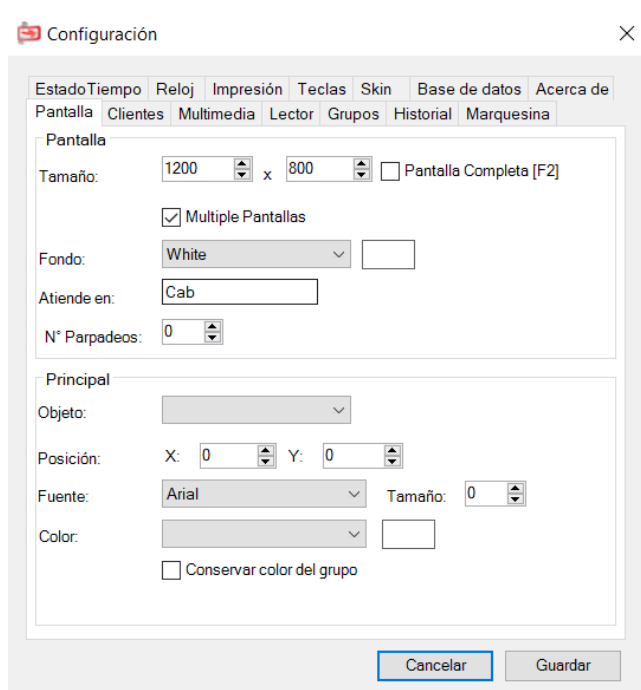 Configuración
EstadoTiempo Reloj Impresión Teclas Skin Base de datos Acerca de
Pantalla Clientes Multimedia Lector Grupos Historial Marquesina
Pantalla
Tamaño: 1200 x 800 Pantalla Completa [F2]
Multiple Pantallas
Fondo: White
Atiende en: Cab
N° Parpadeos: 0
Principal
Objeto:
Posición: X: 0 Y: 0
Fuente: Arial Tamaño: 0
Color:
Conservar color del grupo
Cancelar Guardar